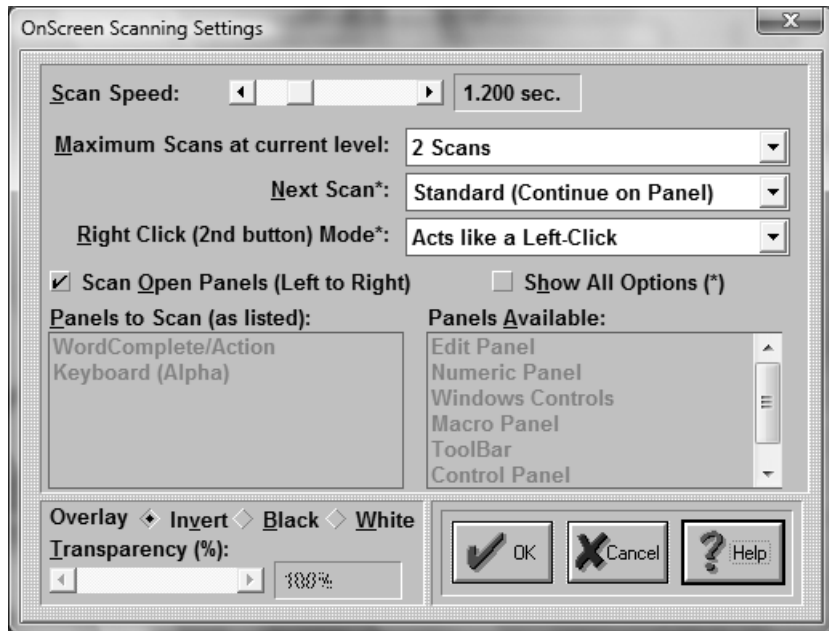 OnScreen Scanning Settings
X
Scan Speed: 1.200 sec.
Maximum Scans at current level: 2 Scans
Next Scan*: Standard (Continue on Panel)
Right Click (2nd button) Mode*: Acts like a Left-Click
Scan Open Panels (Left to Right) Show All Options (*)
Panels to Scan (as listed): Panels Available:
WordComplete/Action Edit Panel
Keyboard (Alpha) Numeric Panel
Windows Controls
Macro Panel
ToolBar
Control Panel
Overlay Invert Black White
Transparency (%):
100%
OK Cancel Help